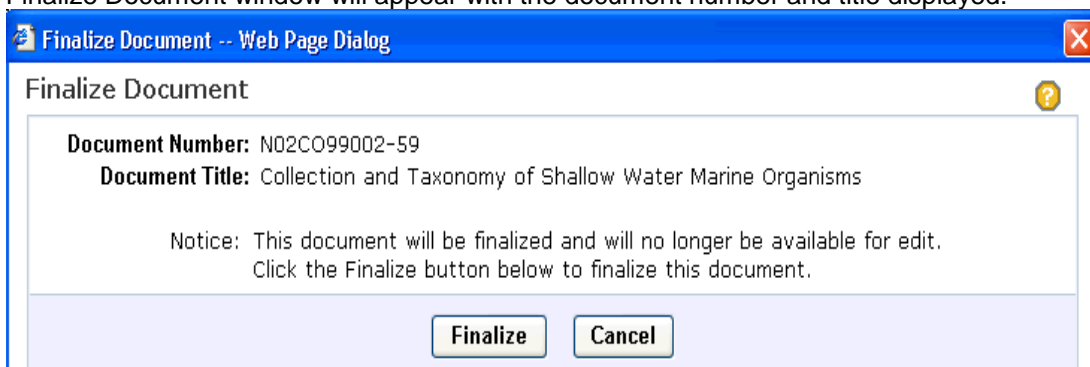 Finalize Document window will appear with the document number and title displayed.
Finalize Document -- Web Page Dialog
Finalize Document
Document Number: N02CO99002-59
Document Title: Collection and Taxonomy of Shallow Water Marine Organisms
Notice: This document will be finalized and will no longer be available for edit.
Click the Finalize button below to finalize this document.
Finalize Cancel